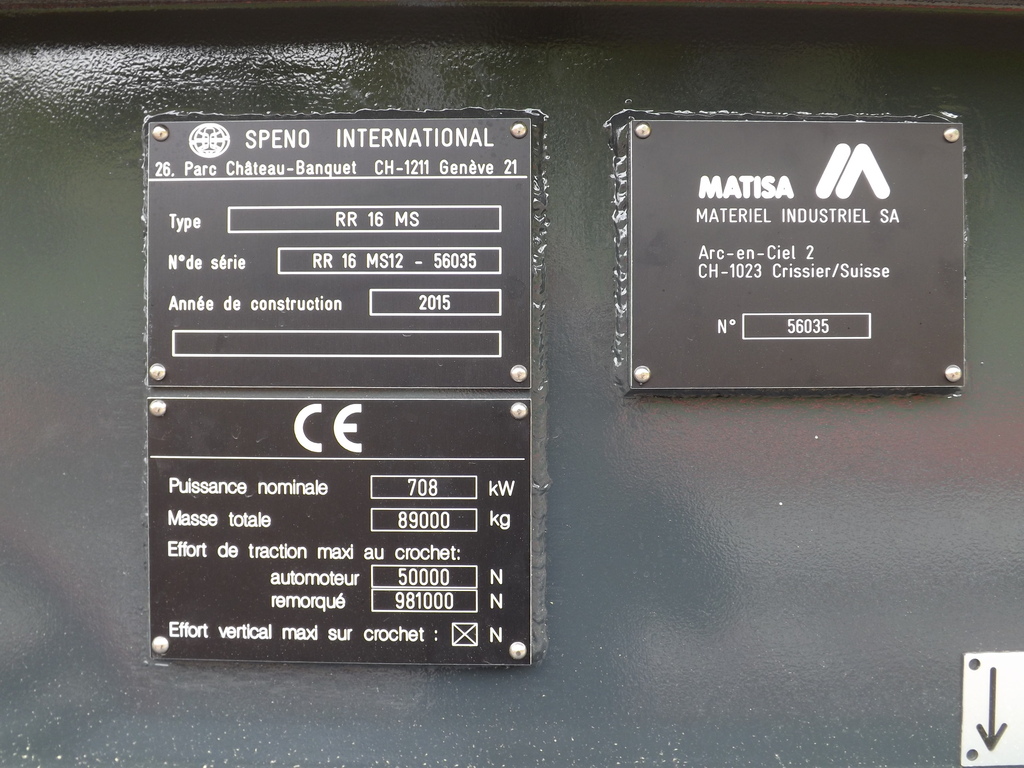 SPENO INTERNATIONAL
26, Parc Château-Banquet CH-1211 Genève 21
Type RR 16 MS
N°de série RR 16 MS12 - 56035
Année de construction 2015
CE
Puissance nominale 708 kW
Masse totale 89000 kg
Effort de traction maxi au crochet:
automoteur 50000 N
remorqué 981000 N
Effort vertical maxi sur crochet : N
MATISA
MATERIEL INDUSTRIEL SA
Arc-en-Ciel 2
CH-1023 Crissier/Suisse
N° 56035